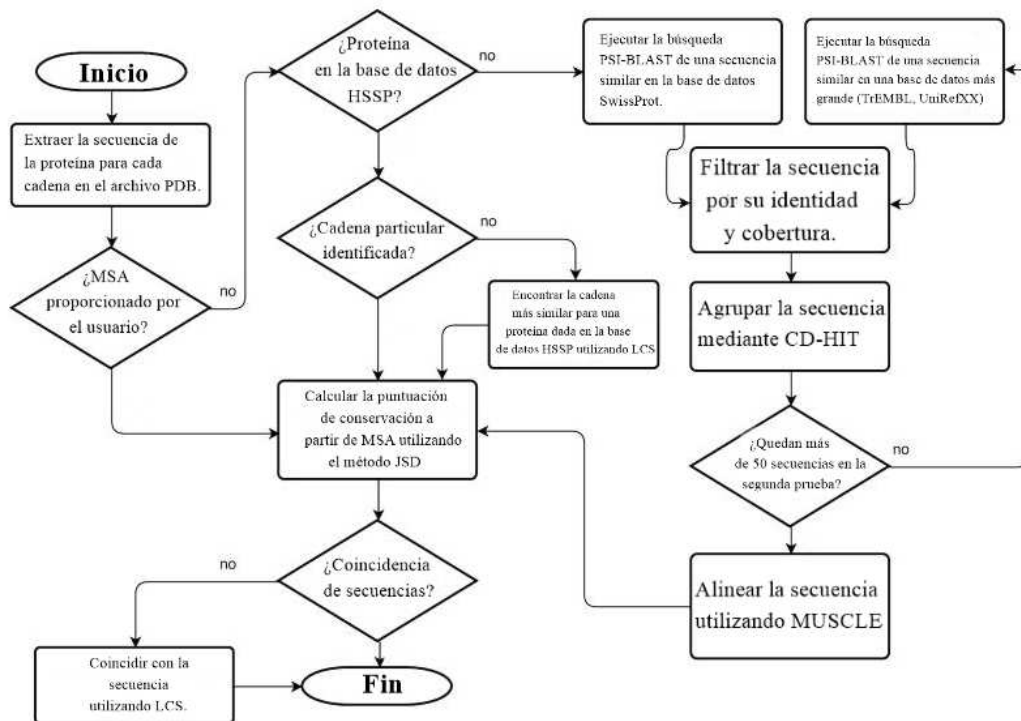 Inicio
Extraer la secuencia de
la proteína para cada
cadena en el archivo PDB.
¿MSA
proporcionado por
el usuario?
no
¿Proteína
en la base de datos
HSSP?
no
¿Cadena particular
identificada?
no
Encontrar la cadena
más similar para una
proteína dada en la base
de datos HSSP utilizando LCS
Calcular la puntuación
de conservación a
partir de MSA utilizando
el método JSD
¿Coincidencia
de secuencias?
no
Coincidir con la
secuencia
utilizando LCS.
Fin
Ejecutar la búsqueda
PSI-BLAST de una secuencia
similar en la base de datos
SwissProt.
Ejecutar la búsqueda
PSI-BLAST de una secuencia
similar en una base de datos más
grande (TrEMBL, UniRefXX)
Filtrar la secuencia
por su identidad
y cobertura.
Agrupar la secuencia
mediante CD-HIT
¿Quedan más
de 50 secuencias en la
segunda prueba?
no
Alinear la secuencia
utilizando MUSCLE